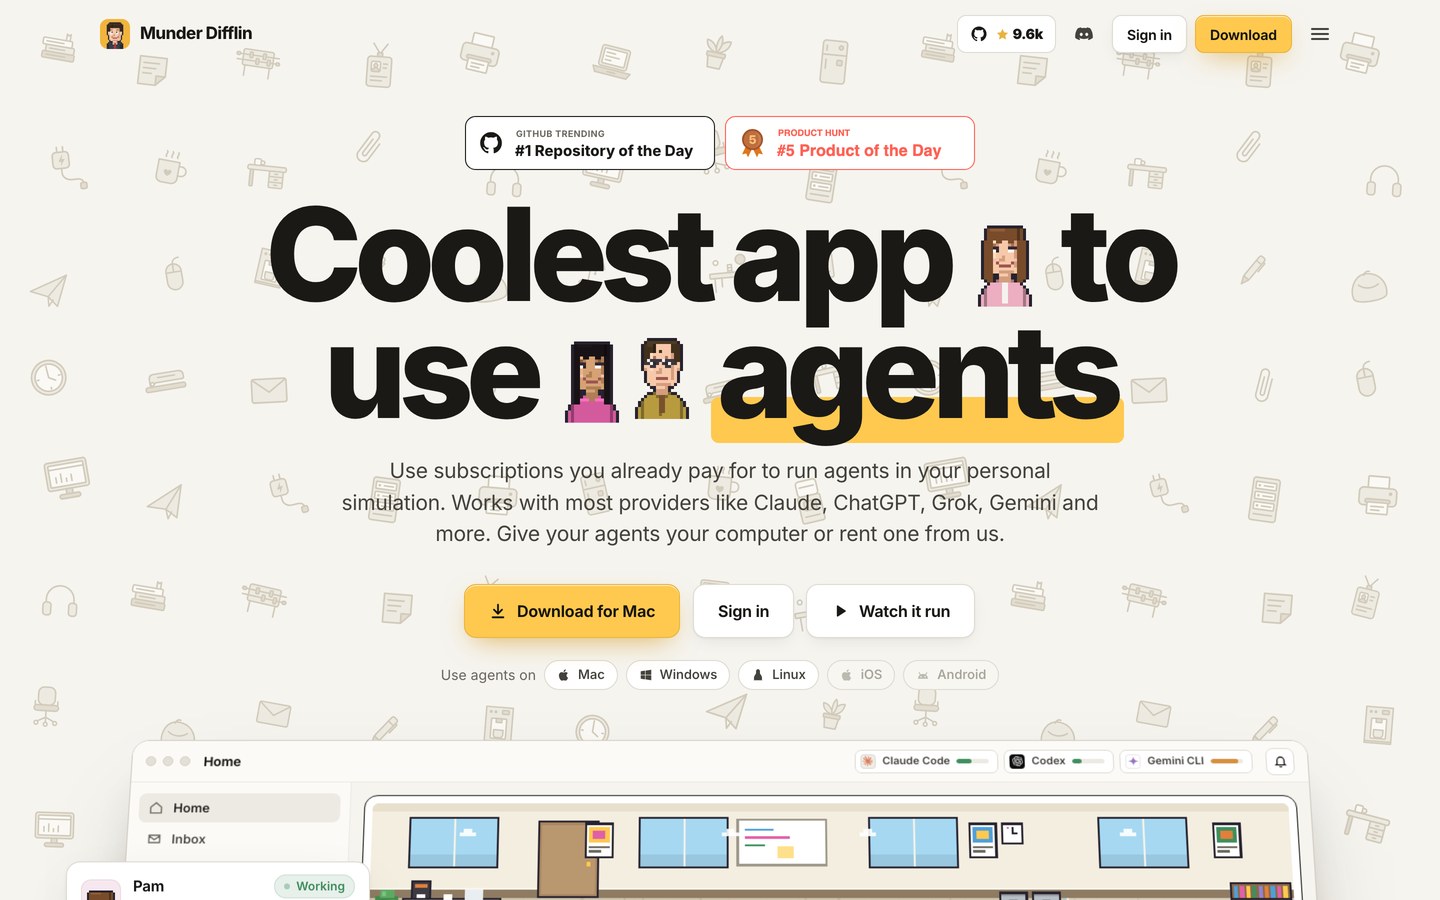 Munder Difflin
9.6k
Sign in
Download
GITHUB TRENDING
#1 Repository of the Day
5
PRODUCT HUNT
#5 Product of the Day
Coolest app to
use agents
Use subscriptions you already pay for to run agents in your personal
simulation. Works with most providers like Claude, ChatGPT, Grok, Gemini and
more. Give your agents your computer or rent one from us.
Download for Mac
Sign in
Watch it run
Use agents on
Mac
Windows
Linux
iOS
Android
Home
Claude Code
Codex
Gemini CLI
Home
Inbox
Pam
Working